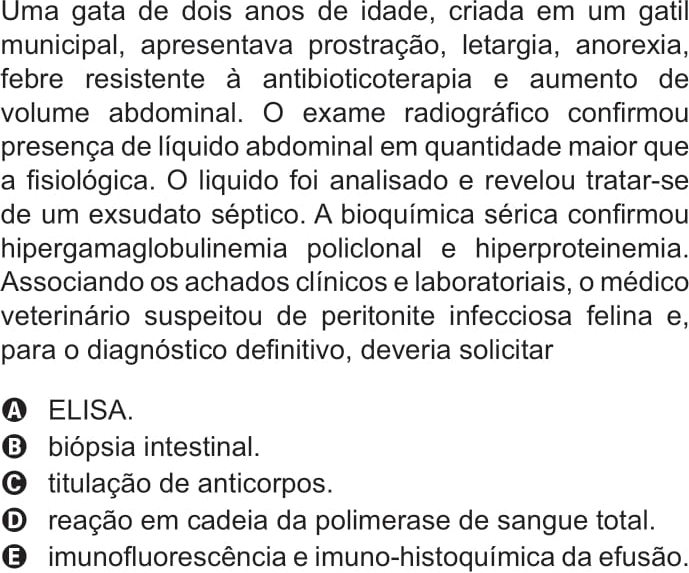 Uma gata de dois anos de idade, criada em um gatil
municipal, apresentava prostração, letargia, anorexia,
febre resistente à antibioticoterapia e aumento de
volume abdominal. O exame radiográfico confirmou
presença de líquido abdominal em quantidade maior que
a fisiológica. O liquido foi analisado e revelou tratar-se
de um exsudato séptico. A bioquímica sérica confirmou
hipergamaglobulinemia policlonal e hiperproteinemia.
Associando os achados clínicos e laboratoriais, o médico
veterinário suspeitou de peritonite infecciosa felina e,
para o diagnóstico definitivo, deveria solicitar
A ELISA.
B biópsia intestinal.
C titulação de anticorpos.
D reação em cadeia da polimerase de sangue total.
E imunofluorescência e imuno-histoquímica da efusão.